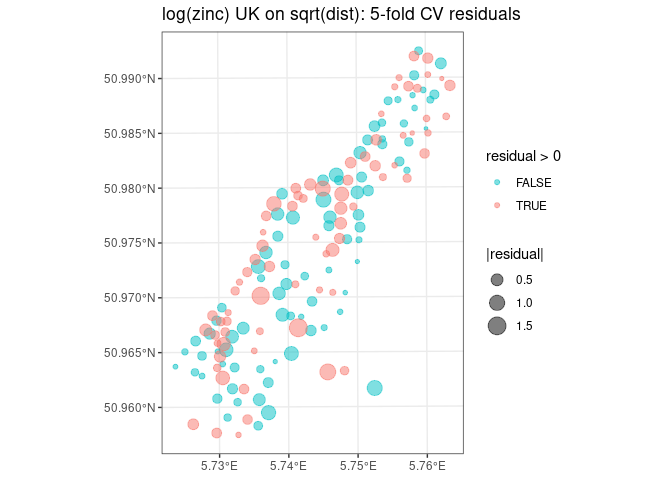 log(zinc) UK on sqrt(dist): 5-fold CV residuals
50.990°N
50.985°N
50.980°N
50.975°N
50.970°N
50.965°N
50.960°N
5.73°E
5.74°E
5.75°E
5.76°E
residual > 0
FALSE
TRUE
|residual|
0.5
1.0
1.5